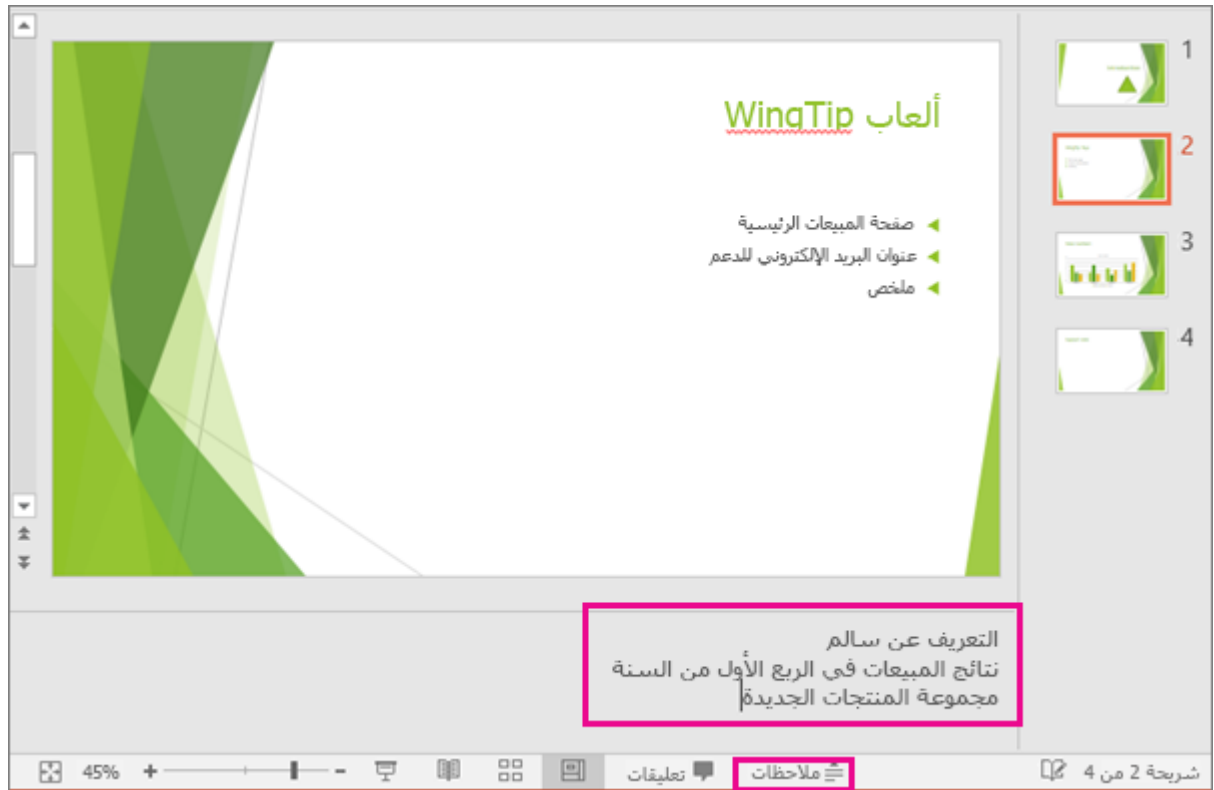 ألعاب WingTip
صفحة المبيعات الرئيسية
عنوان البريد الإلكتروني للدعم
ملخص
1
2
3
4
التعريف عن سالم
نتائج المبيعات في الربع الأول من السنة
مجموعة المنتجات الجديدة
شريحة 2 من 4
ملاحظات
تعليقات
45%